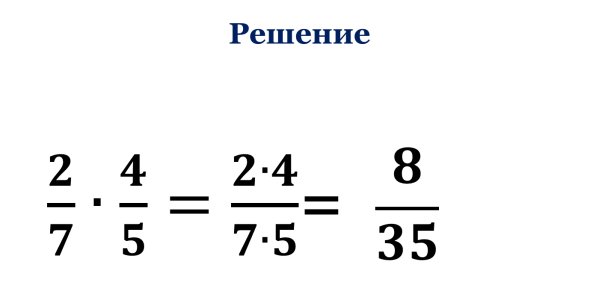 Решение
2/7 · 4/5 = 2·4/7·5 = 8/35